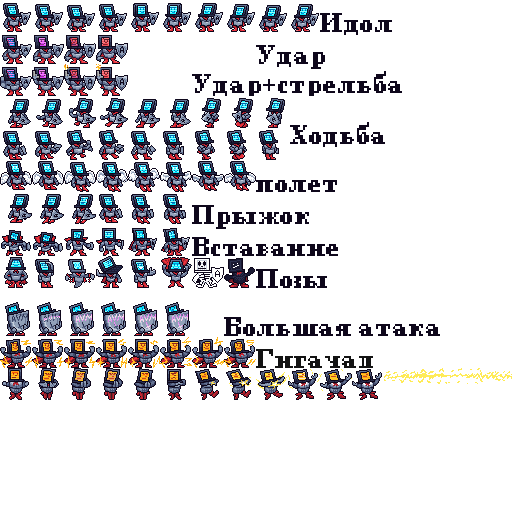 Идол
Удар
Удар+стрельба
Ходьба
полет
Прыжок
Вставание
Позы
Большая атака
Гигачад